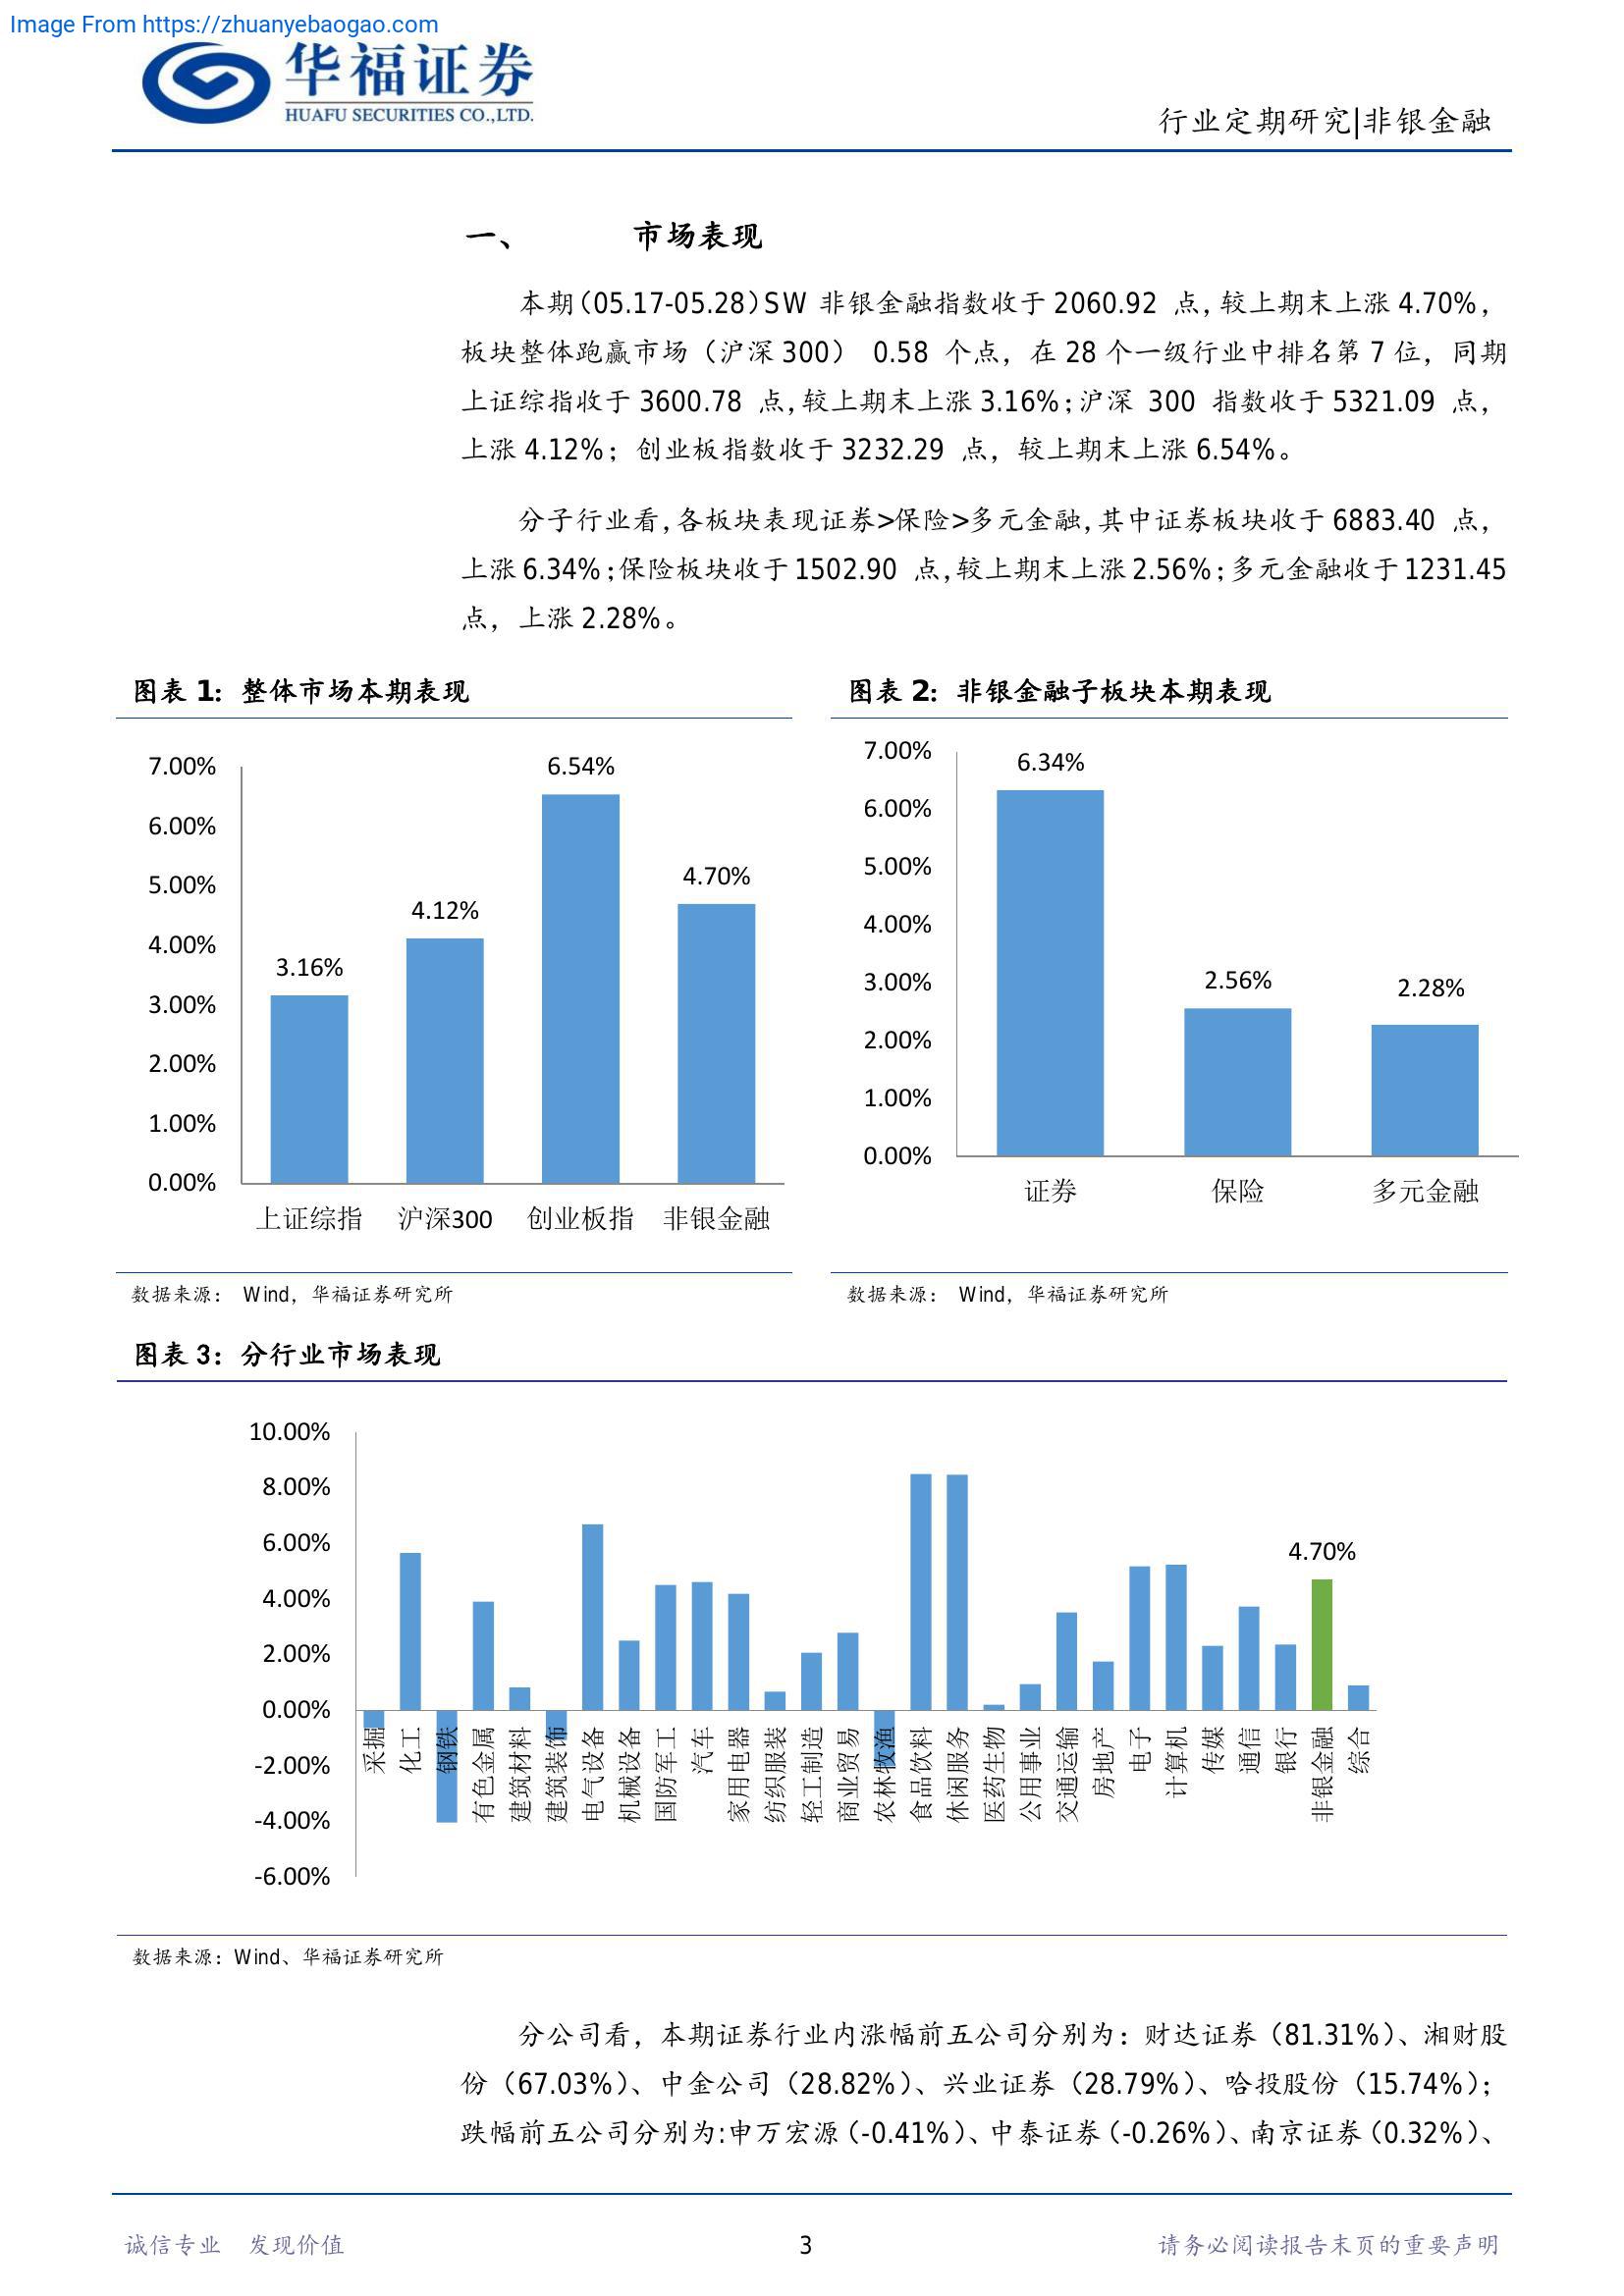 Image From https://zhuanyebaogao.com
华福证券
HUAFU SECURITIES CO.,LTD.
行业定期研究|非银金融
一、 市场表现
本期（05.17-05.28）SW 非银金融指数收于 2060.92 点，较上期末上涨 4.70%，
板块整体跑赢市场（沪深 300） 0.58 个点，在 28 个一级行业中排名第 7 位，同期
上证综指收于 3600.78 点，较上期末上涨 3.16%；沪深 300 指数收于 5321.09 点，
上涨 4.12%；创业板指数收于 3232.29 点，较上期末上涨 6.54%。
分子行业看，各板块表现证券>保险>多元金融，其中证券板块收于 6883.40 点，
上涨 6.34%；保险板块收于 1502.90 点，较上期末上涨 2.56%；多元金融收于 1231.45
点，上涨 2.28%。
图表 1：整体市场本期表现
7.00%
6.00%
5.00%
4.00%
3.00%
2.00%
1.00%
0.00%
3.16%
4.12%
6.54%
4.70%
上证综指 沪深300 创业板指 非银金融
数据来源： Wind，华福证券研究所
图表 2：非银金融子板块本期表现
7.00%
6.00%
5.00%
4.00%
3.00%
2.00%
1.00%
0.00%
6.34%
2.56%
2.28%
证券 保险 多元金融
数据来源： Wind，华福证券研究所
图表 3：分行业市场表现
10.00%
8.00%
6.00%
4.00%
2.00%
0.00%
-2.00%
-4.00%
-6.00%
4.70%
采掘
化工
钢铁
有色金属
建筑材料
建筑装饰
电气设备
机械设备
国防军工
汽车
家用电器
纺织服装
轻工制造
商业贸易
农林牧渔
食品饮料
休闲服务
医药生物
公用事业
交通运输
房地产
电子
计算机
传媒
通信
银行
非银金融
综合
数据来源：Wind、华福证券研究所
分公司看，本期证券行业内涨幅前五公司分别为：财达证券（81.31%）、湘财股
份（67.03%）、中金公司（28.82%）、兴业证券（28.79%）、哈投股份（15.74%）；
跌幅前五公司分别为:申万宏源（-0.41%）、中泰证券（-0.26%）、南京证券（0.32%）、
诚信专业 发现价值
3
请务必阅读报告末页的重要声明